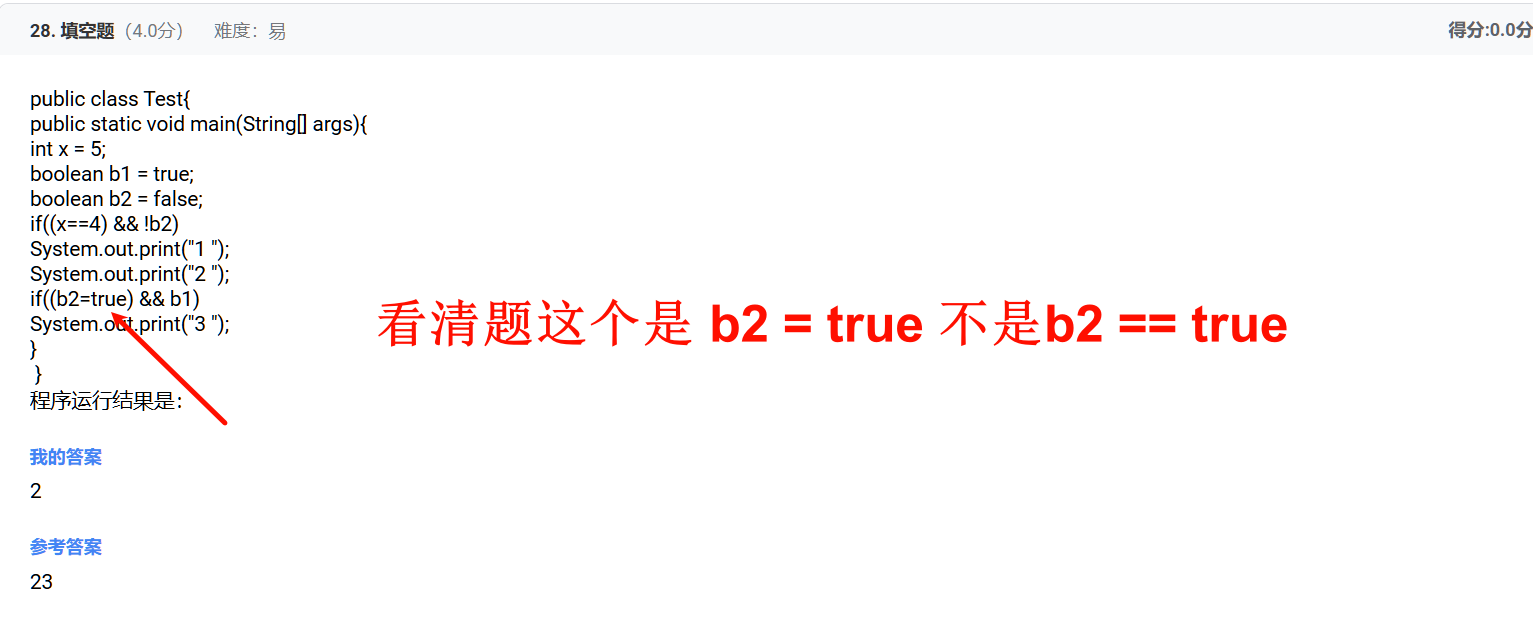 28. 填空题（4.0分） 难度：易 得分:0.0分
public class Test{
public static void main(String[] args){
int x = 5;
boolean b1 = true;
boolean b2 = false;
if((x==4) && !b2)
System.out.print("1 ");
System.out.print("2 ");
if((b2=true) && b1)
System.out.print("3 ");
}
}
看清题这个是 b2 = true 不是b2 == true
程序运行结果是：
我的答案
2
参考答案
23